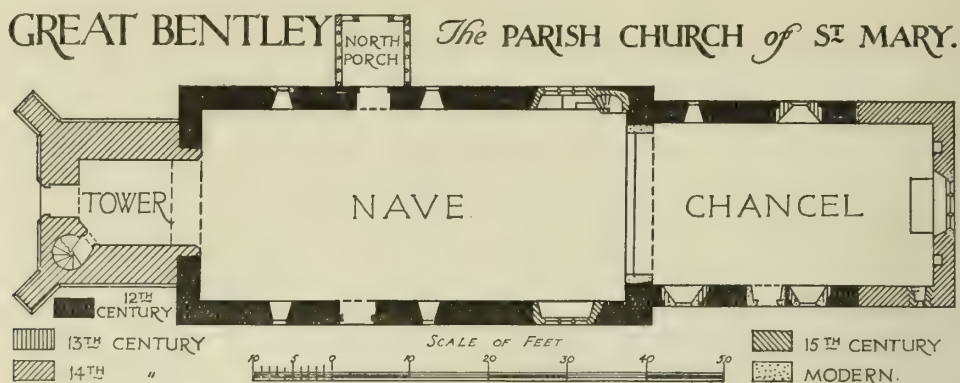 GREAT BENTLEY The PARISH CHURCH of ST MARY.
NORTH
PORCH
TOWER
NAVE
CHANCEL
12TH
CENTURY
13TH CENTURY
14TH "
SCALE OF FEET
10 5 0 10 20 30 40 50
15TH CENTURY
MODERN.